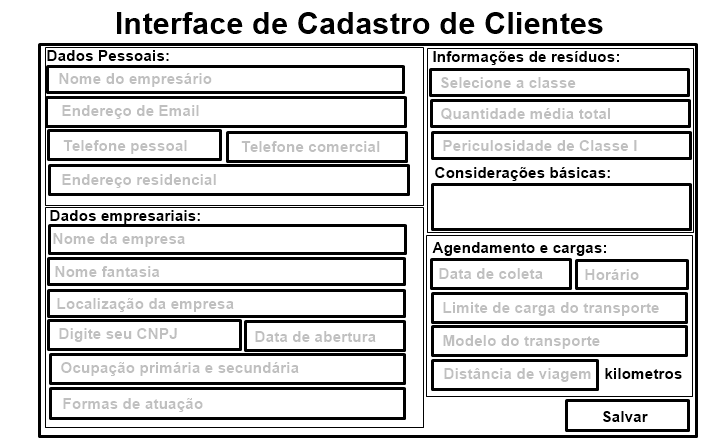 Interface de Cadastro de Clientes
Dados Pessoais:
Nome do empresário
Endereço de Email
Telefone pessoal
Telefone comercial
Endereço residencial
Dados empresariais:
Nome da empresa
Nome fantasia
Localização da empresa
Digite seu CNPJ
Data de abertura
Ocupação primária e secundária
Formas de atuação
Informações de resíduos:
Selecione a classe
Quantidade média total
Periculosidade de Classe I
Considerações básicas:
Agendamento e cargas:
Data de coleta
Horário
Limite de carga do transporte
Modelo do transporte
Distância de viagem
kilometros
Salvar